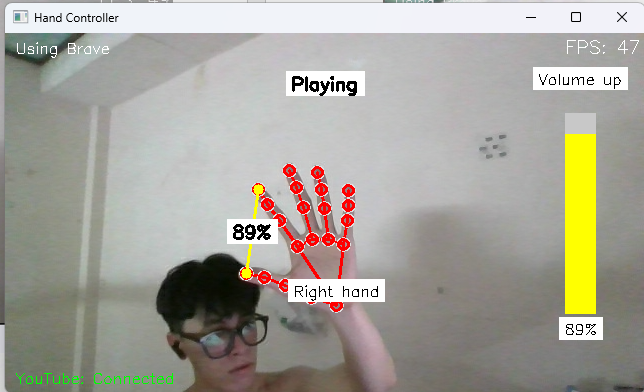 Hand Controller
Using Brave
FPS: 47
Playing
Volume up
89%
Right hand
89%
YouTube: Connected